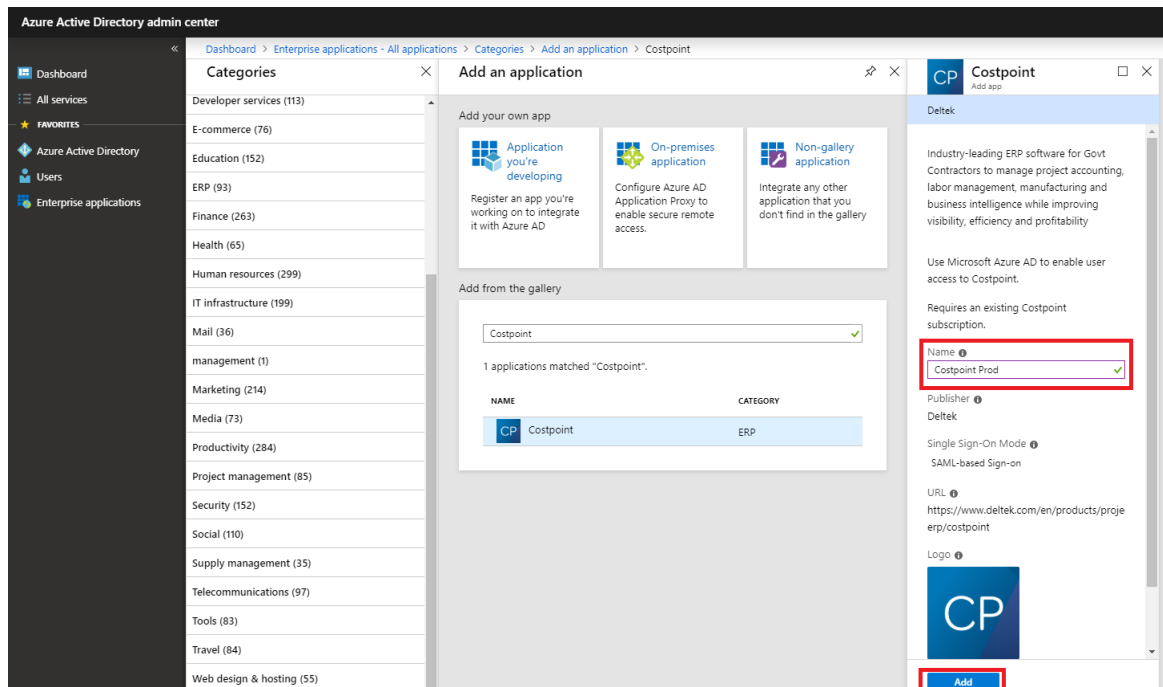 Azure Active Directory admin center
«
Dashboard > Enterprise applications - All applications > Categories > Add an application > Costpoint
Dashboard
All services
FAVORITES
Azure Active Directory
Users
Enterprise applications
Categories
Developer services (113)
E-commerce (76)
Education (152)
ERP (93)
Finance (263)
Health (65)
Human resources (299)
IT infrastructure (199)
Mail (36)
management (1)
Marketing (214)
Media (73)
Productivity (284)
Project management (85)
Security (152)
Social (110)
Supply management (35)
Telecommunications (97)
Tools (83)
Travel (84)
Web design & hosting (55)
Add an application
Add your own app
Application
you're
developing
Register an app you're
working on to integrate
it with Azure AD
On-premises
application
Configure Azure AD
Application Proxy to
enable secure remote
access.
Non-gallery
application
Integrate any other
application that you
don't find in the gallery
Add from the gallery
Costpoint
1 applications matched "Costpoint".
NAME CATEGORY
CP Costpoint ERP
CP Costpoint
Add app
Deltek
Industry-leading ERP software for Govt
Contractors to manage project accounting,
labor management, manufacturing and
business intelligence while improving
visibility, efficiency and profitability
Use Microsoft Azure AD to enable user
access to Costpoint.
Requires an existing Costpoint
subscription.
Name
Costpoint Prod
Publisher
Deltek
Single Sign-On Mode
SAML-based Sign-on
URL
https://www.deltek.com/en/products/proje
erp/costpoint
Logo
CP
Add